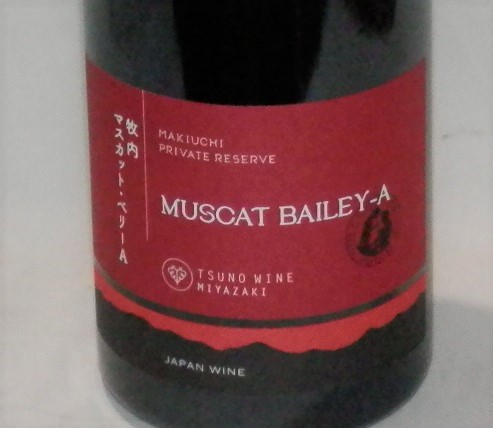 牧内
マスカット・ベリーA
MAKIUCHI
PRIVATE RESERVE
MUSCAT BAILEY-A
TSUNO WINE
MIYAZAKI
JAPAN WINE